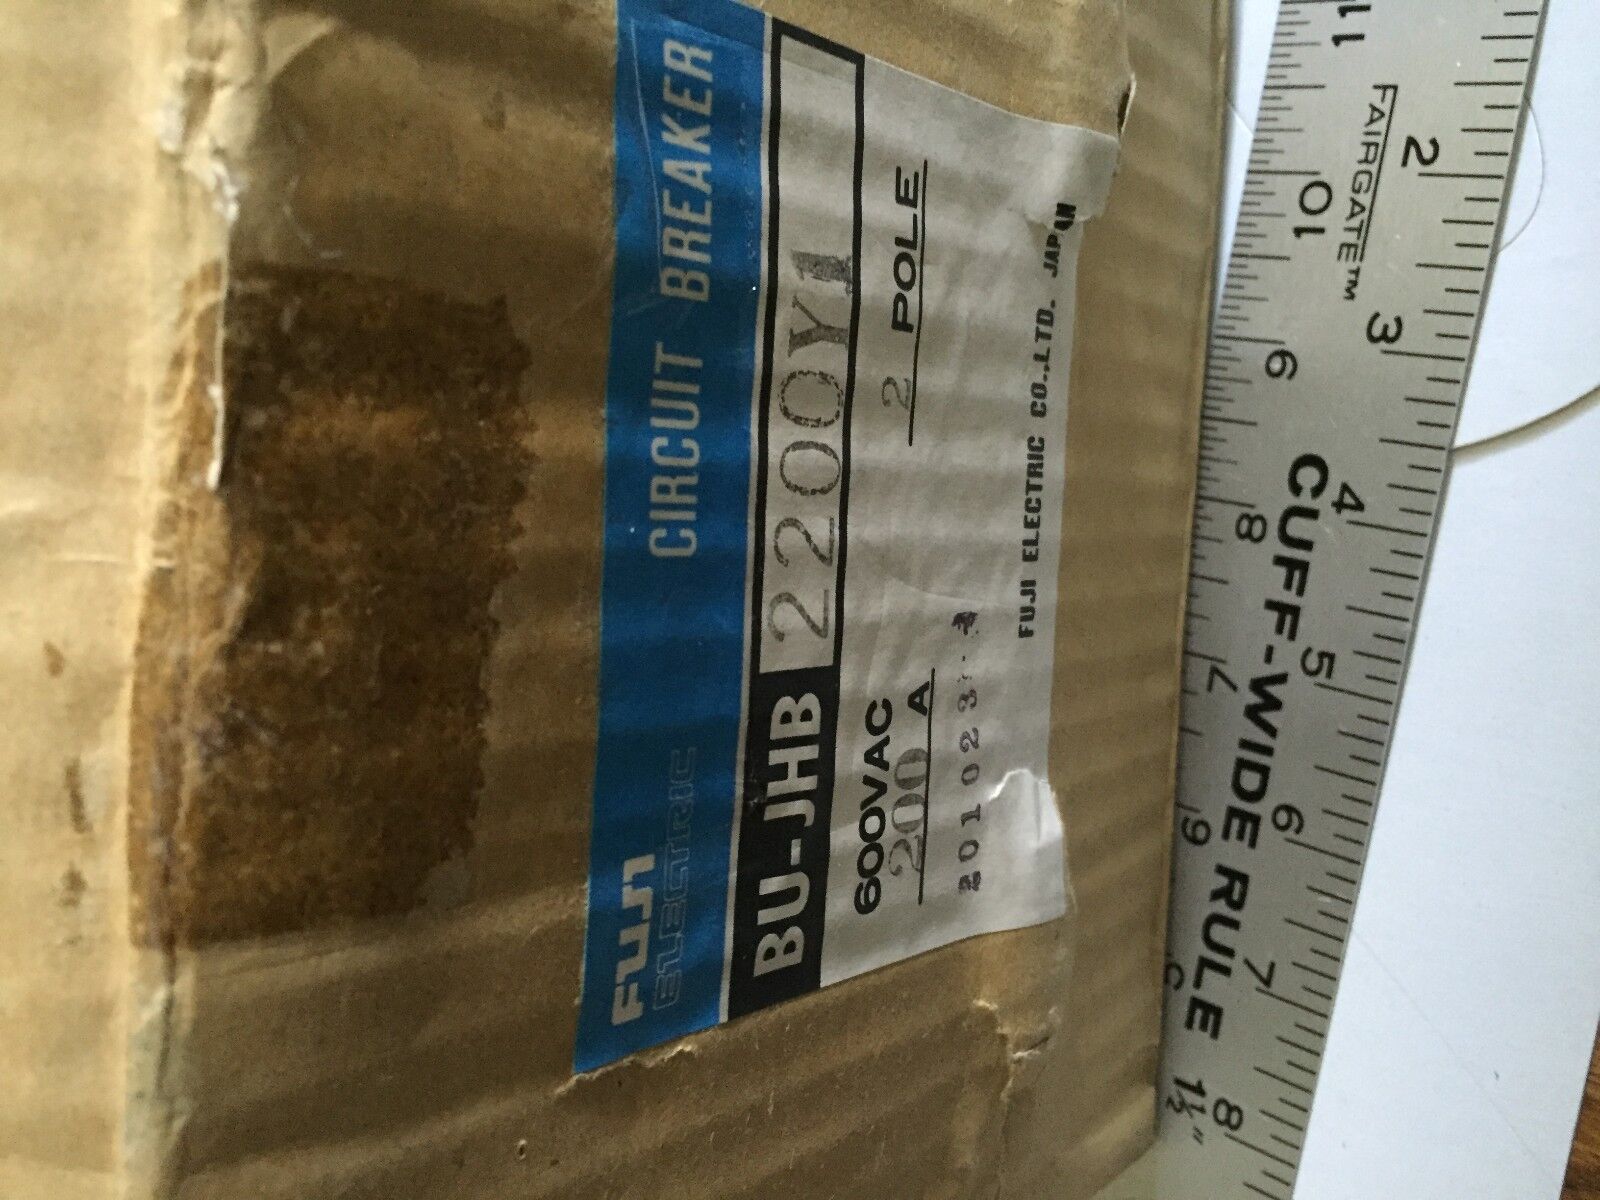 FUJI
ELECTRIC
CIRCUIT BREAKER
BU-JHB 2200Y1
600VAC
200 A
2 POLE
201023
FUJI ELECTRIC CO.,LTD. JAPAN
FAIRGATE™
CUFF-WIDE RULE 1½"
2 3 4 5 6 7 8
11 10 9 8 7 6